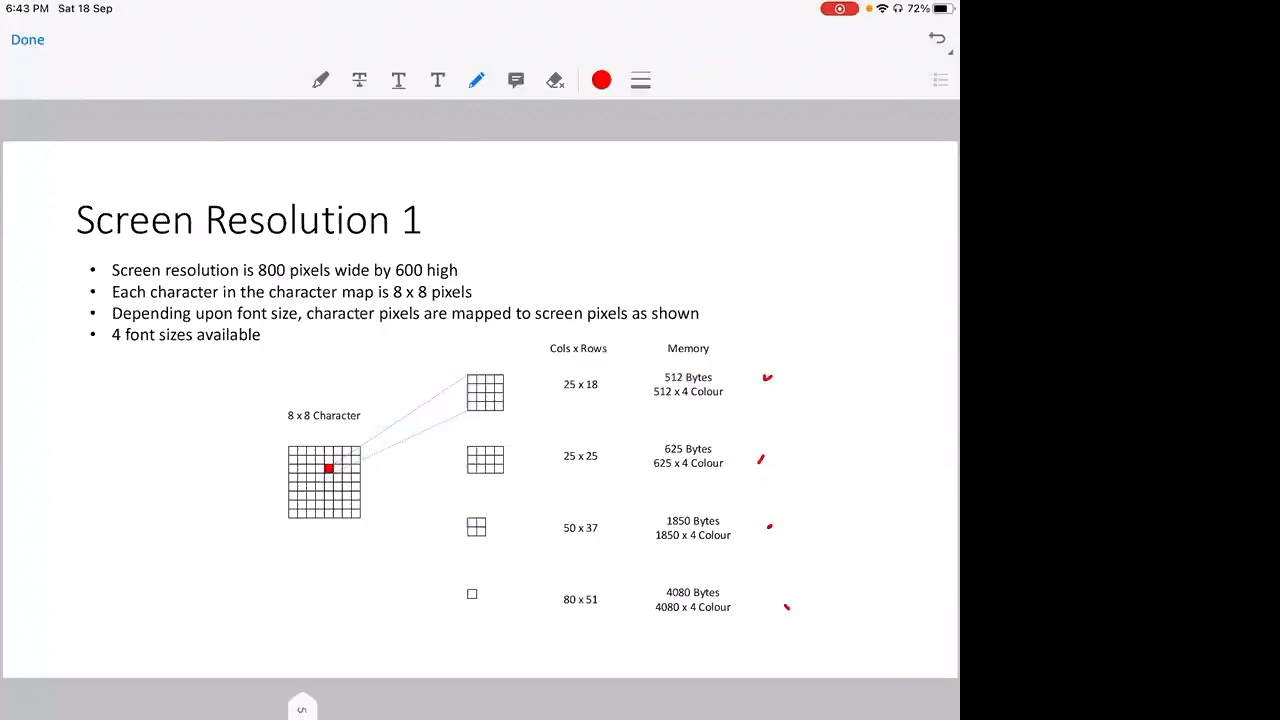 6:43 PM Sat 18 Sep
72%
Done
T T T
Screen Resolution 1
• Screen resolution is 800 pixels wide by 600 high
• Each character in the character map is 8 x 8 pixels
• Depending upon font size, character pixels are mapped to screen pixels as shown
• 4 font sizes available
Cols x Rows Memory
25 x 18 512 Bytes
512 x 4 Colour
8 x 8 Character
25 x 25 625 Bytes
625 x 4 Colour
50 x 37 1850 Bytes
1850 x 4 Colour
80 x 51 4080 Bytes
4080 x 4 Colour
5